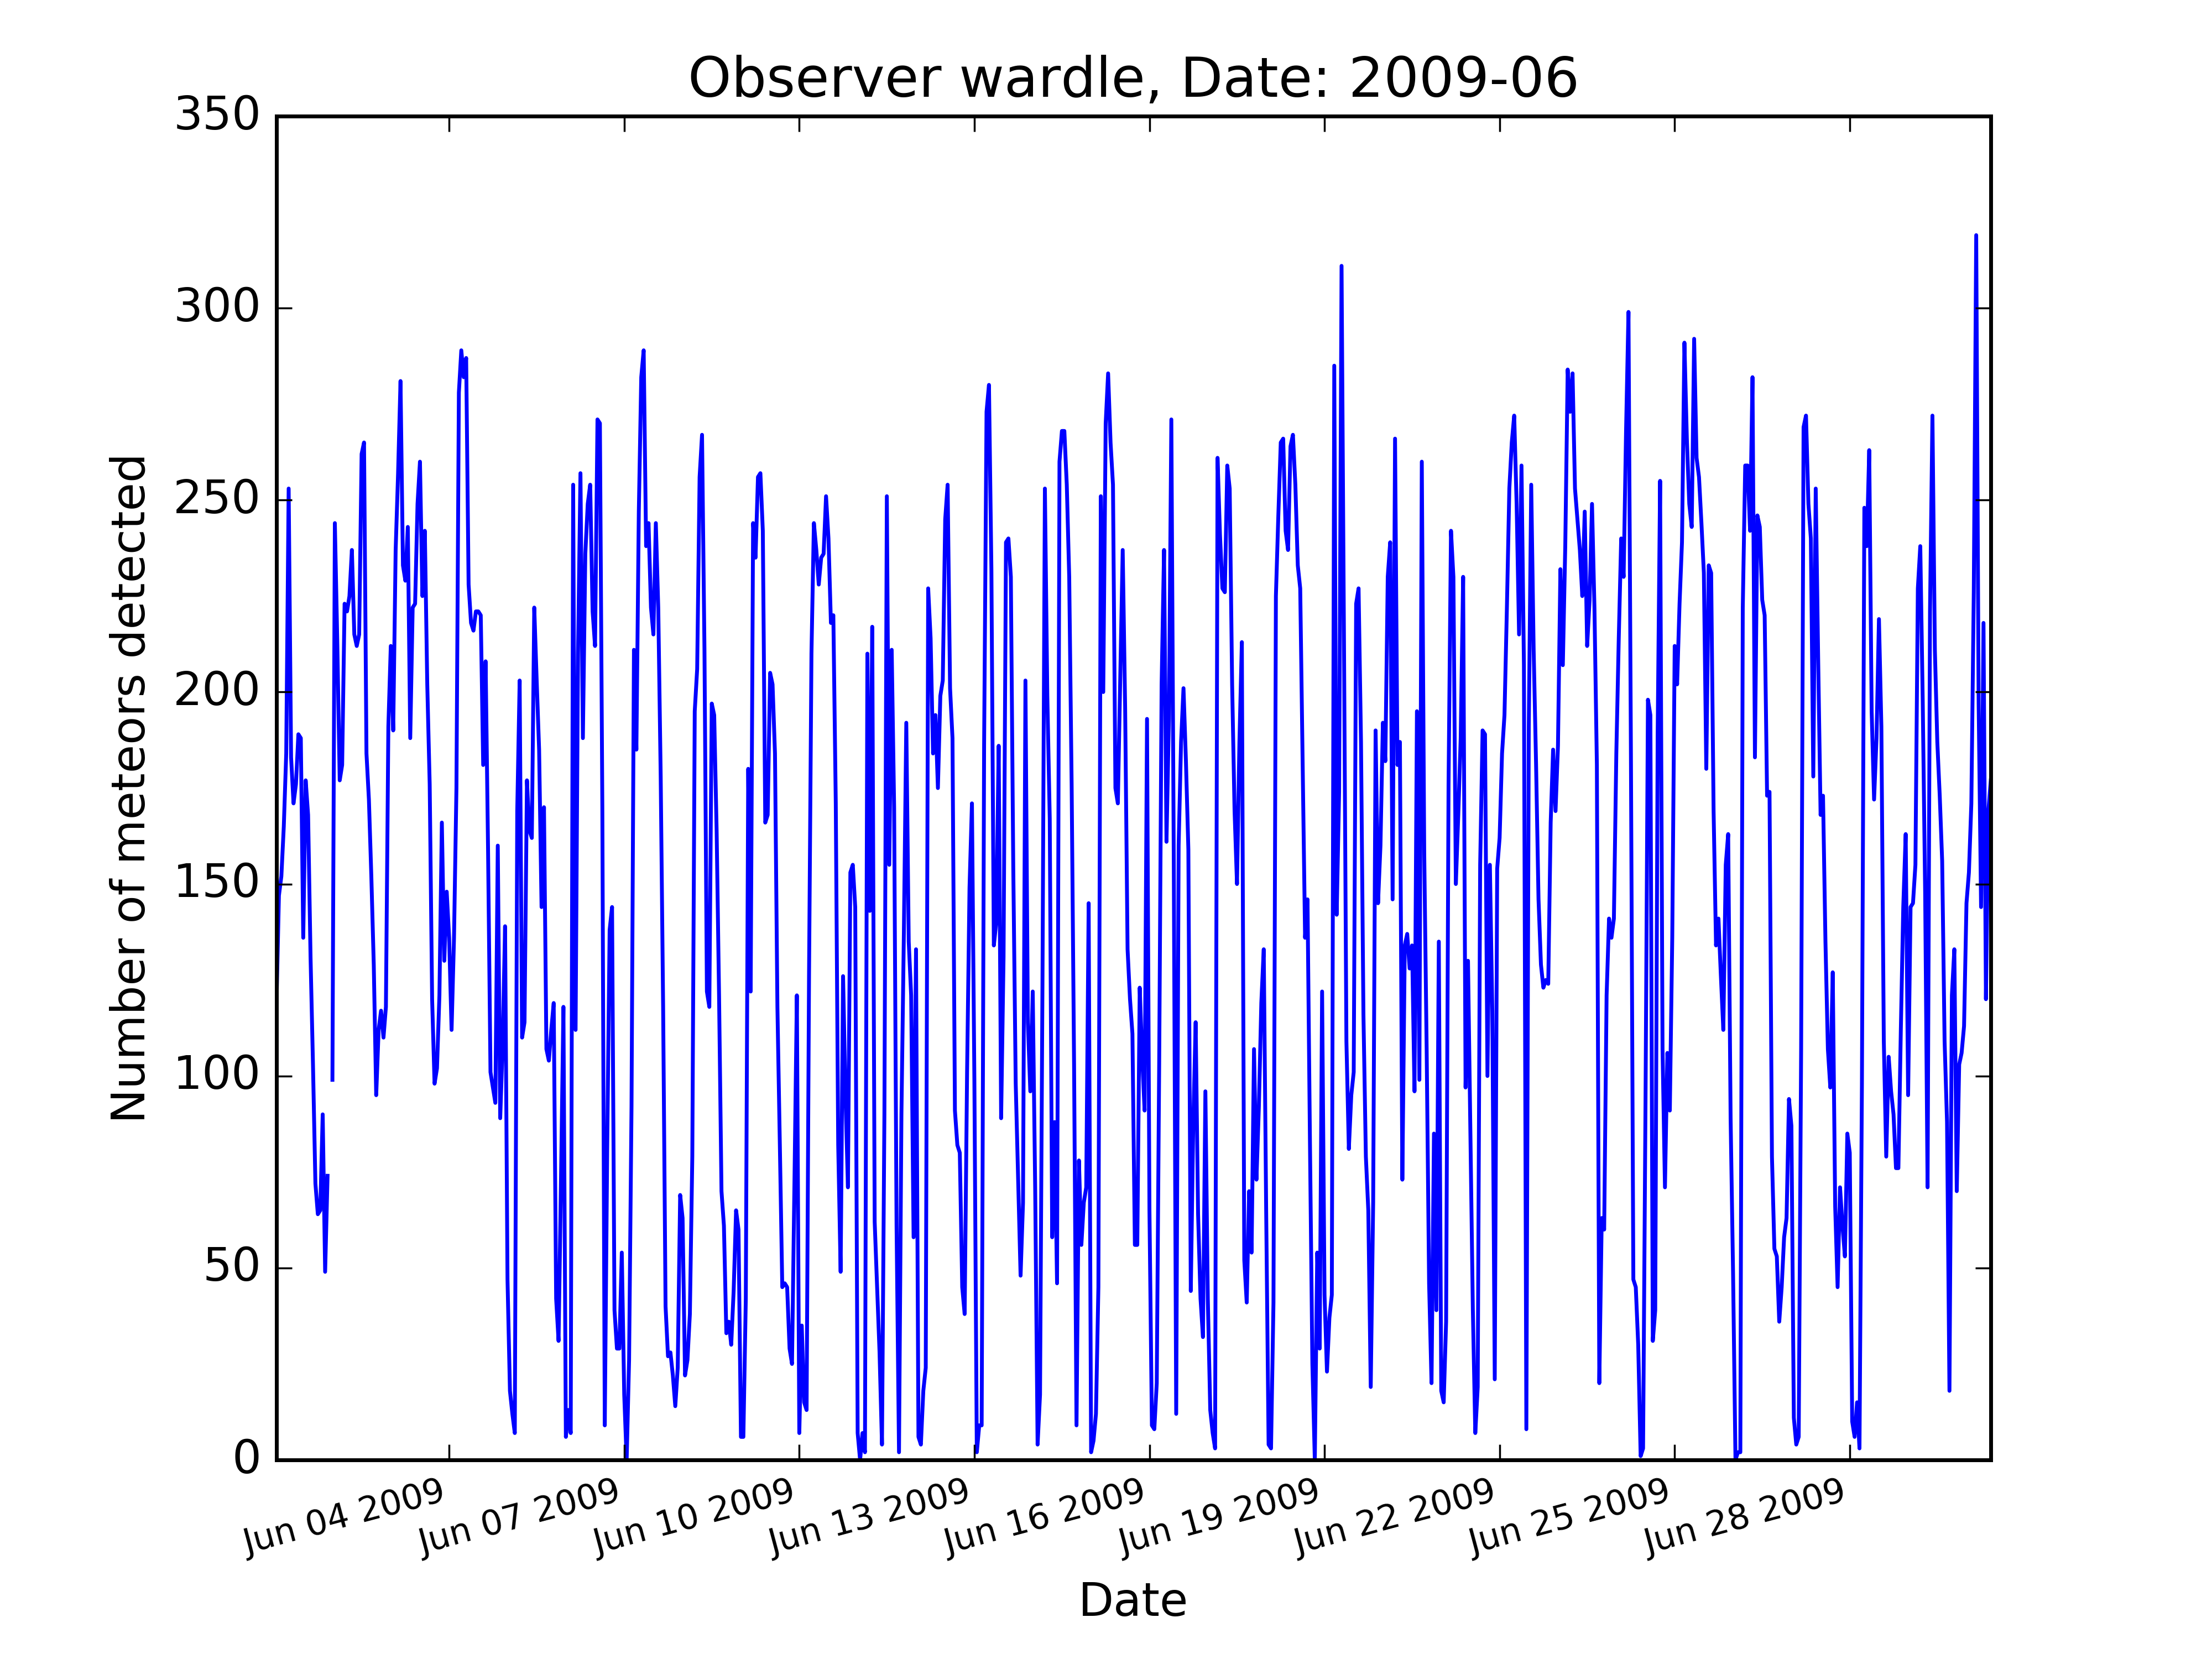 Observer wardle, Date: 2009-06
Number of meteors detected
350
300
250
200
150
100
50
0
Jun 04 2009
Jun 07 2009
Jun 10 2009
Jun 13 2009
Jun 16 2009
Jun 19 2009
Jun 22 2009
Jun 25 2009
Jun 28 2009
Date